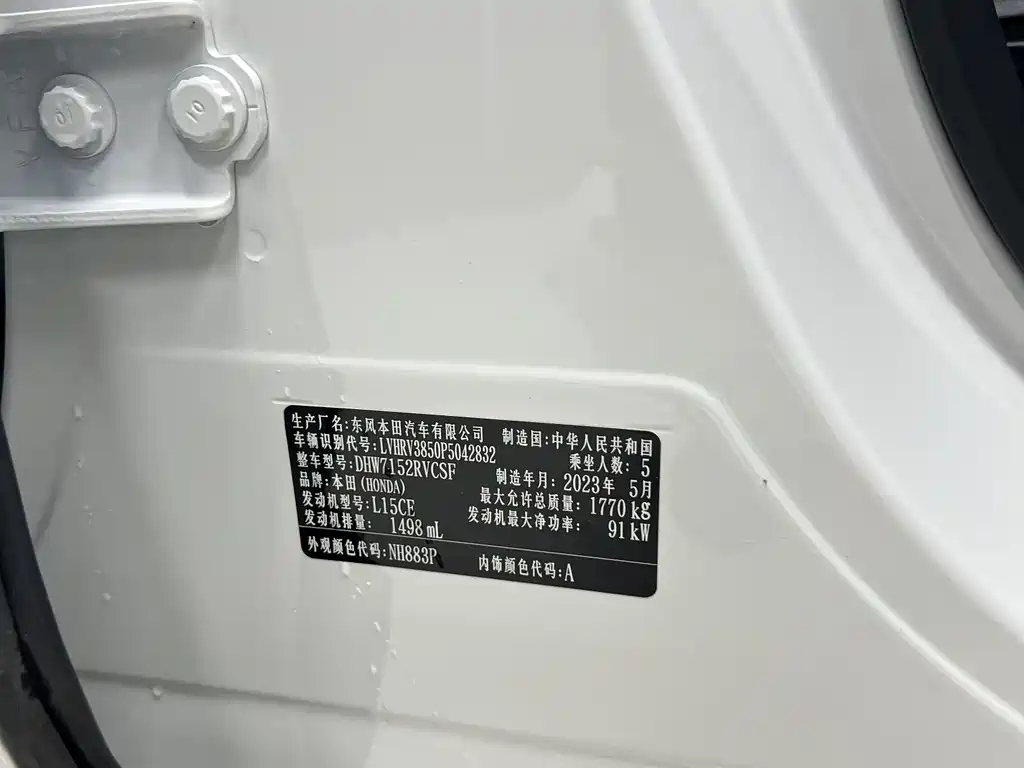 10
生产厂名:东风本田汽车有限公司 制造国:中华人民共和国
车辆识别代号:LVHRV3850P5042832 乘坐人数: 5
整车型号:DHW7152RVCSF 制造年月: 2023年 5月
品牌:本田(HONDA) 最大允许总质量: 1770 kg
发动机型号:L15CE 发动机最大净功率: 91 kW
发动机排量: 1498 mL
外观颜色代码:NH883P 内饰颜色代码:A